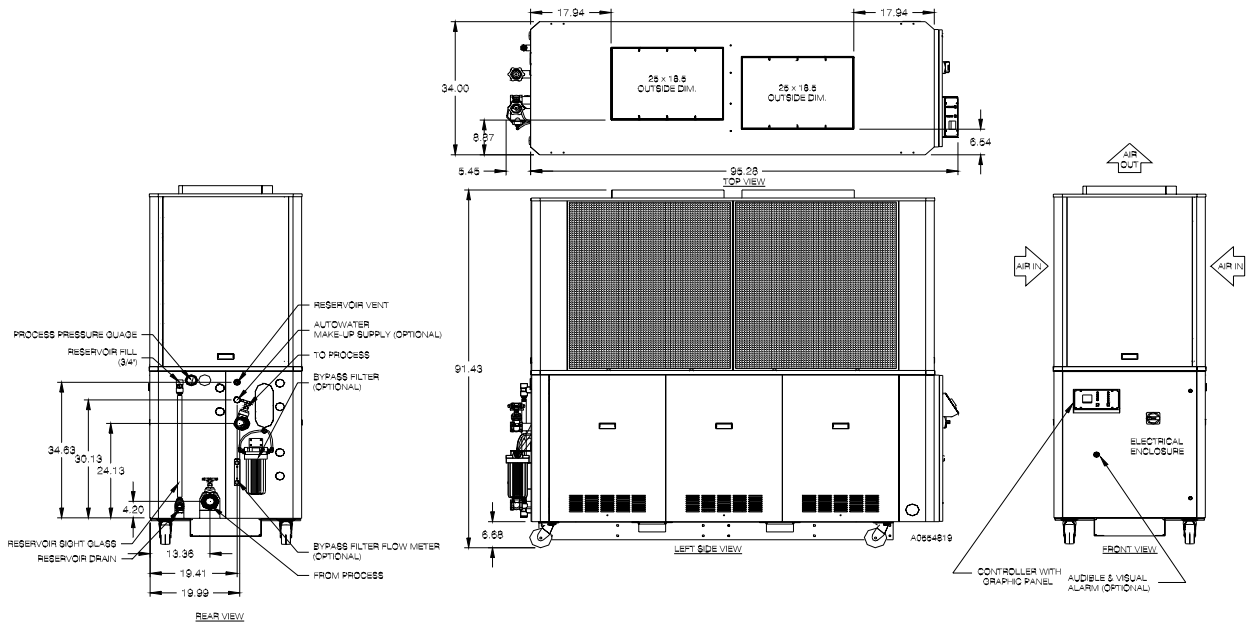 17.94
17.94
34.00
25 x 18.5
OUTSIDE DIM.
25 x 18.5
OUTSIDE DIM.
8.87
6.54
5.45
95.28
TOP VIEW
AIR
OUT
AIR IN
AIR IN
RESERVOIR VENT
AUTOWATER
MAKE-UP SUPPLY (OPTIONAL)
PROCESS PRESSURE GUAGE
TO PROCESS
RESERVOIR FILL
(3/4")
BYPASS FILTER
(OPTIONAL)
91.43
34.63
30.13
24.13
4.20
ELECTRICAL
ENCLOSURE
RESERVOIR SIGHT GLASS
RESERVOIR DRAIN
13.36
BYPASS FILTER FLOW METER
(OPTIONAL)
FROM PROCESS
19.41
19.99
REAR VIEW
6.68
LEFT SIDE VIEW
A0554819
FRONT VIEW
CONTROLLER WITH
GRAPHIC PANEL
AUDIBLE & VISUAL
ALARM (OPTIONAL)